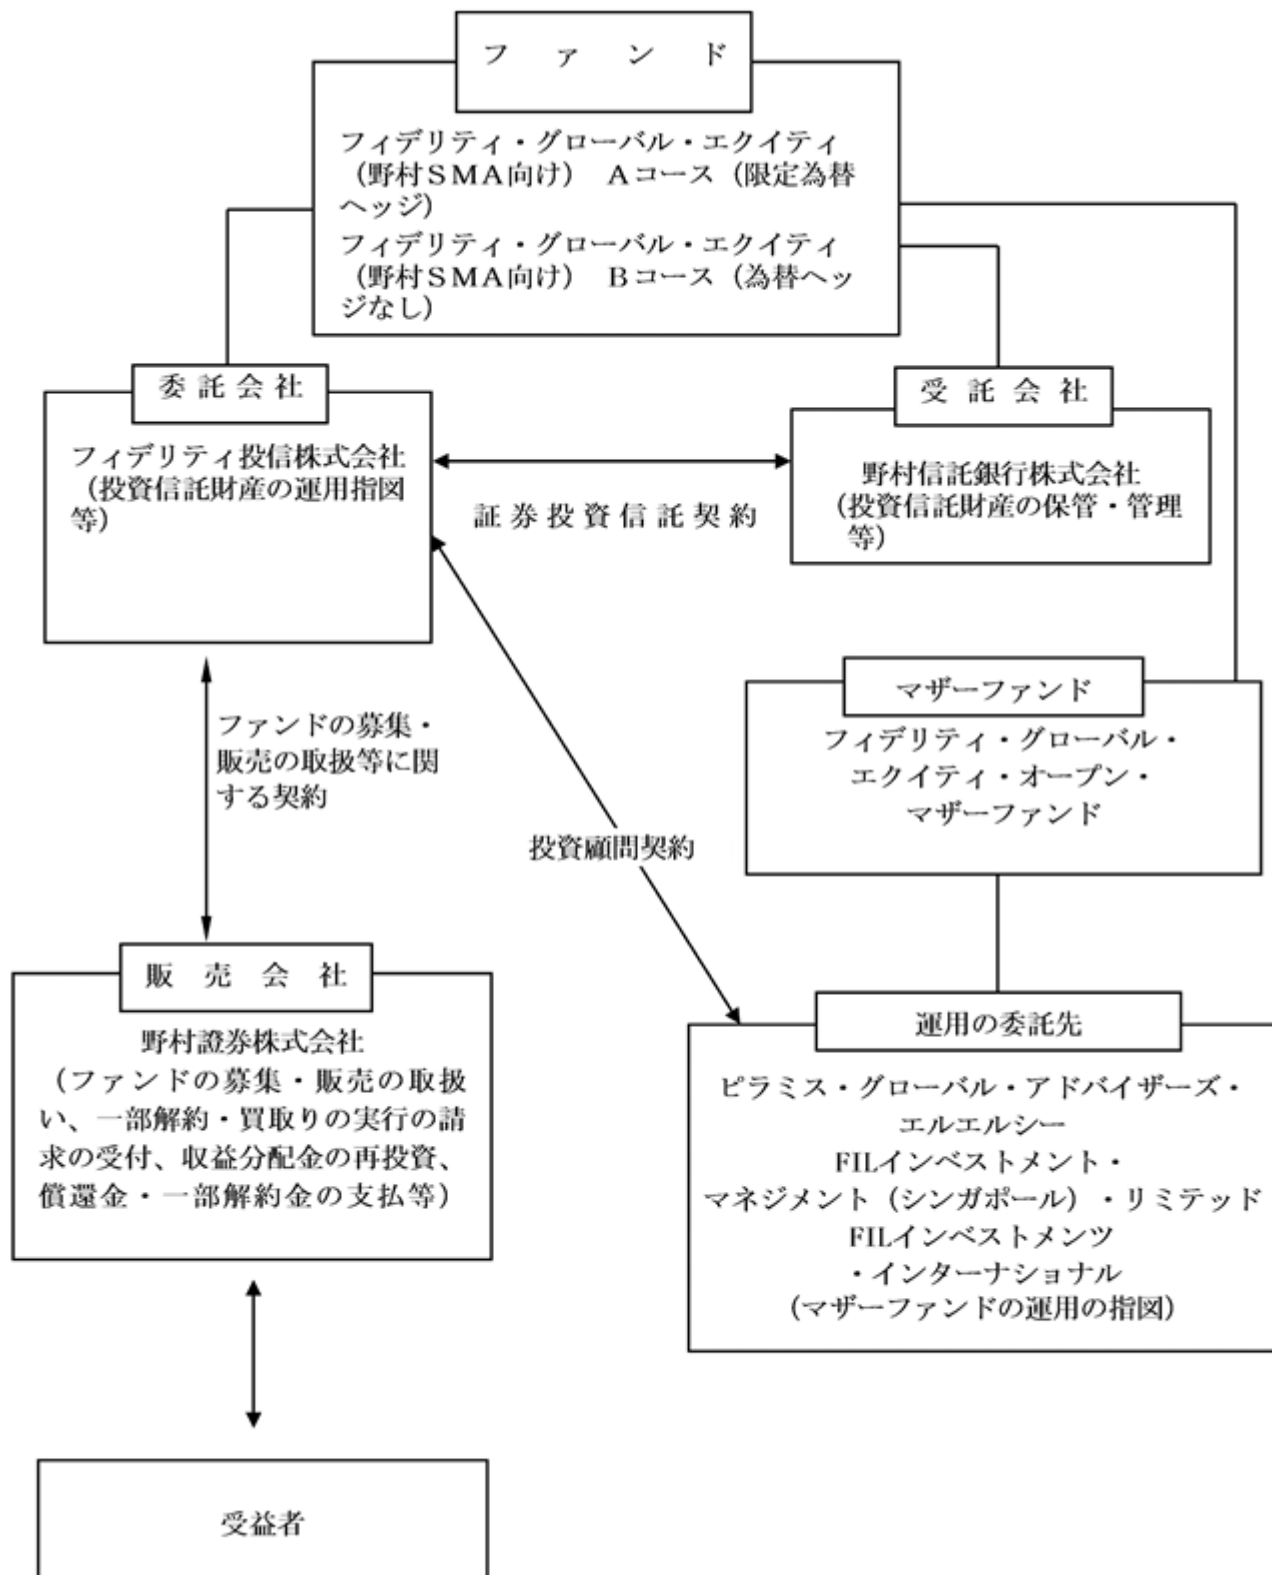 ファンド
フィデリティ・グローバル・エクイティ
（野村ＳＭＡ向け）　Ａコース（限定為替
ヘッジ）
フィデリティ・グローバル・エクイティ
（野村ＳＭＡ向け）　Ｂコース（為替ヘッ
ジなし）
委託会社
フィデリティ投信株式会社
（投資信託財産の運用指図
等）
証券投資信託契約
受託会社
野村信託銀行株式会社
（投資信託財産の保管・管理
等）
マザーファンド
フィデリティ・グローバル・
エクイティ・オープン・
マザーファンド
ファンドの募集・
販売の取扱等に関
する契約
投資顧問契約
販売会社
野村證券株式会社
（ファンドの募集・販売の取扱
い、一部解約・買取りの実行の請
求の受付、収益分配金の再投資、
償還金・一部解約金の支払等）
運用の委託先
ピラミス・グローバル・アドバイザーズ・
エルエルシー
FILインベストメント・
マネジメント（シンガポール）・リミテッド
FILインベストメンツ
・インターナショナル
（マザーファンドの運用の指図）
受益者